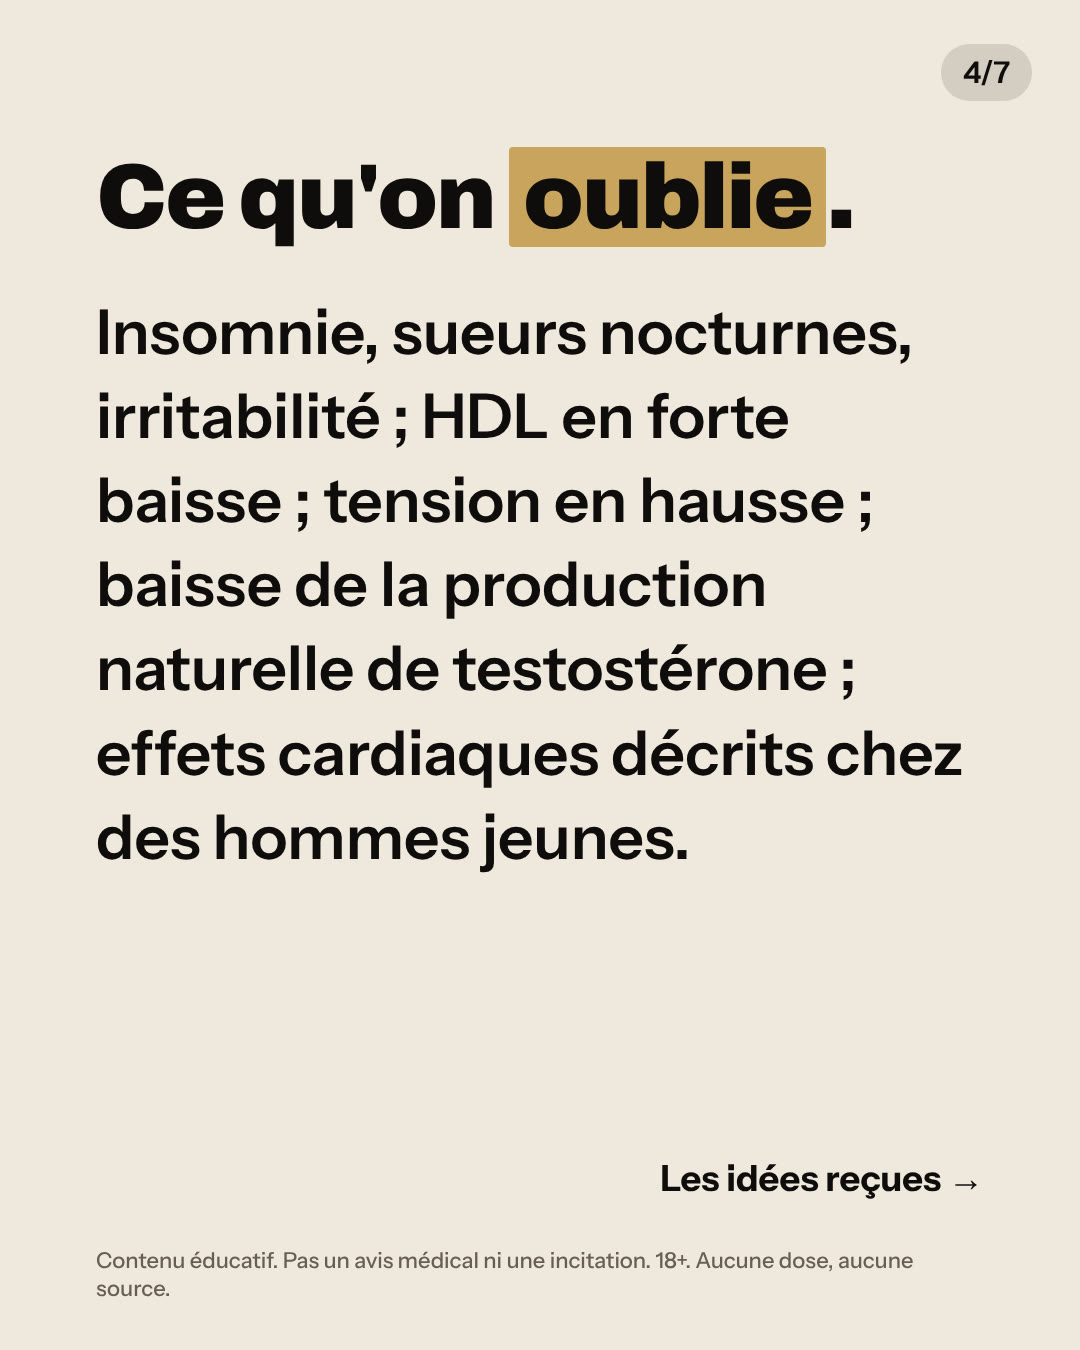 4/7
Ce qu'on oublie.
Insomnie, sueurs nocturnes,
irritabilité ; HDL en forte
baisse ; tension en hausse ;
baisse de la production
naturelle de testostérone ;
effets cardiaques décrits chez
des hommes jeunes.
Les idées reçues →
Contenu éducatif. Pas un avis médical ni une incitation. 18+. Aucune dose, aucune
source.